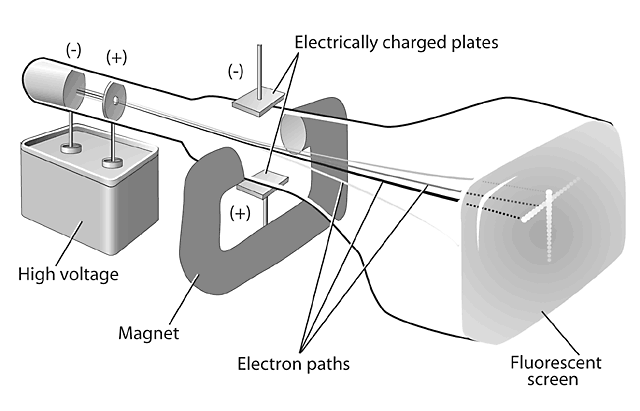 Electrically charged plates
(-)
(+)
(-)
(+)
High voltage
Magnet
Electron paths
Fluorescent
screen